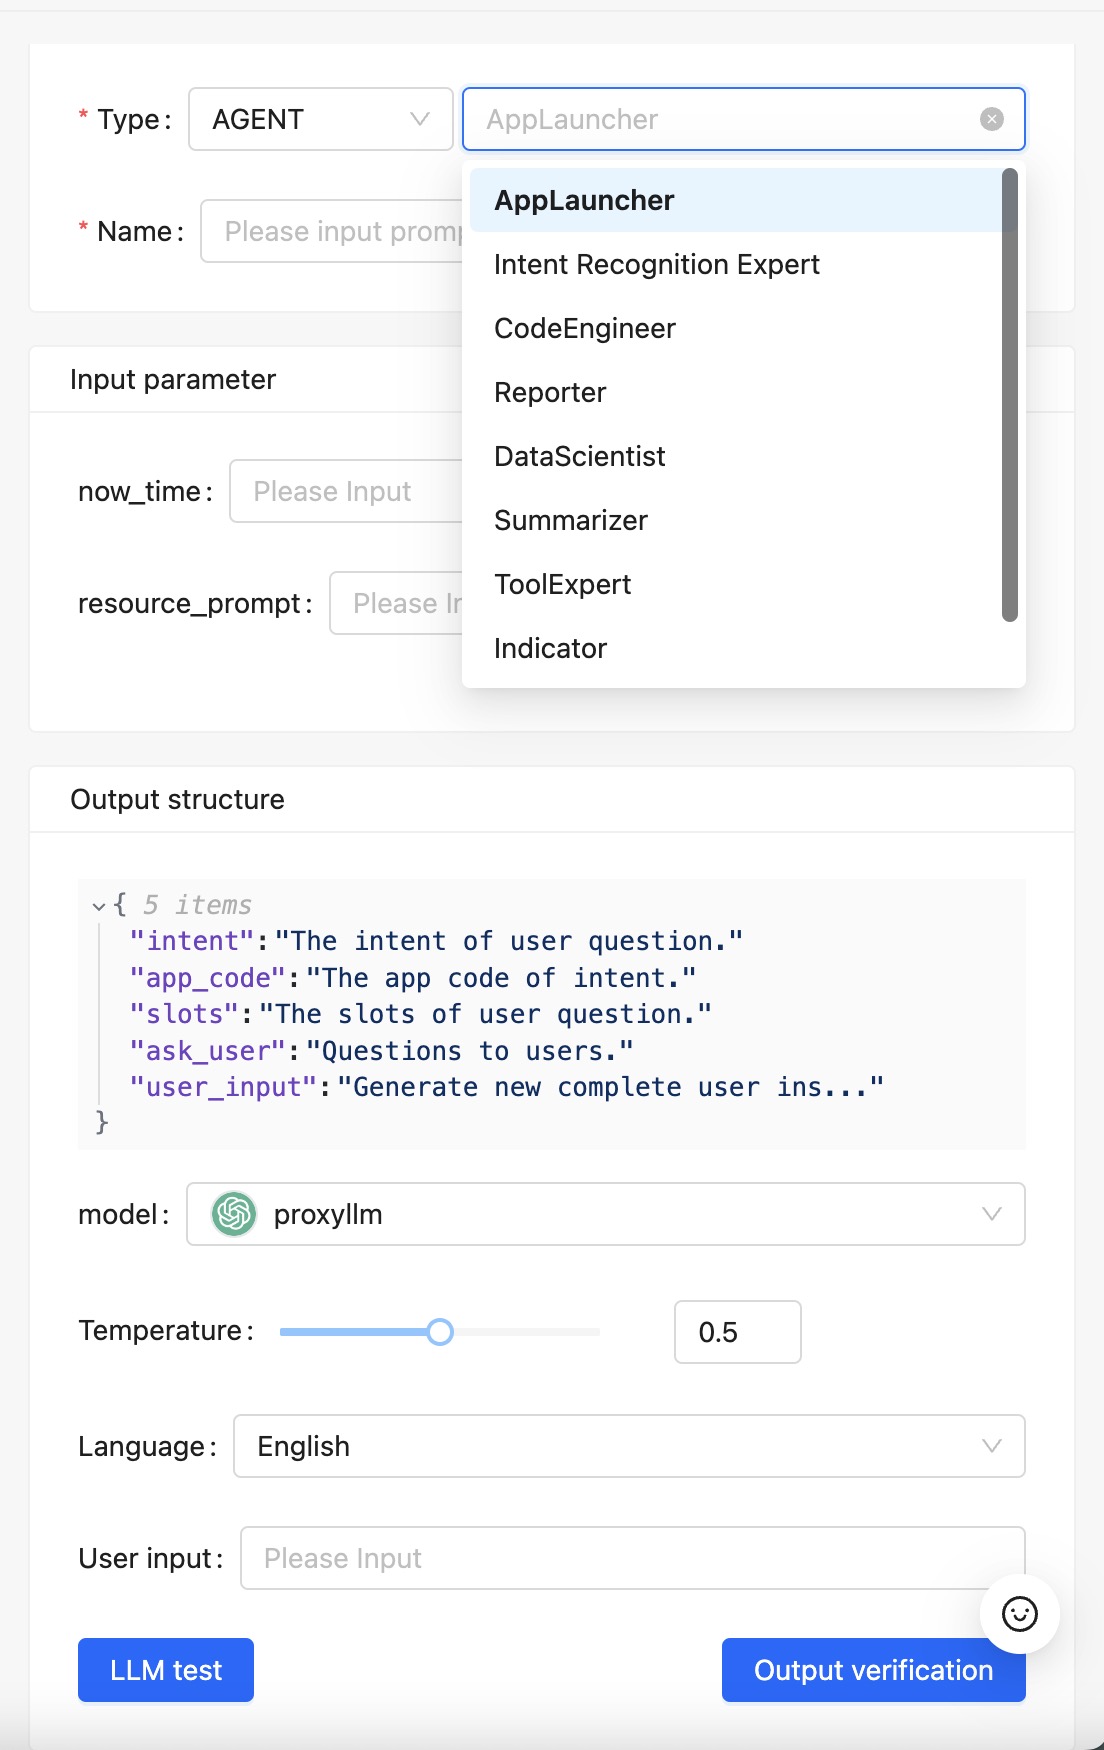 * Type : AGENT AppLauncher
AppLauncher
* Name : Please input promp
Intent Recognition Expert
CodeEngineer
Input parameter
Reporter
DataScientist
now_time : Please Input
Summarizer
ToolExpert
resource_prompt : Please In
Indicator
Output structure
{ 5 items
"intent":"The intent of user question."
"app_code":"The app code of intent."
"slots":"The slots of user question."
"ask_user":"Questions to users."
"user_input":"Generate new complete user ins..."
}
model : proxyllm
Temperature : 0.5
Language : English
User input : Please Input
LLM test Output verification